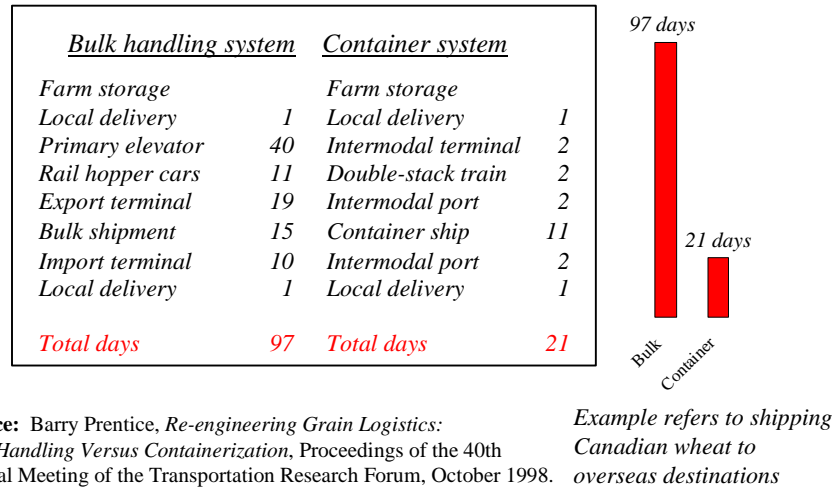 Bulk handling system Container system
Farm storage Farm storage
Local delivery 1 Local delivery 1
Primary elevator 40 Intermodal terminal 2
Rail hopper cars 11 Double-stack train 2
Export terminal 19 Intermodal port 2
Bulk shipment 15 Container ship 11
Import terminal 10 Intermodal port 2
Local delivery 1 Local delivery 1
Total days 97 Total days 21
97 days
21 days
Bulk
Container
ce: Barry Prentice, Re-engineering Grain Logistics:
Handling Versus Containerization, Proceedings of the 40th
al Meeting of the Transportation Research Forum, October 1998.
Example refers to shipping
Canadian wheat to
overseas destinations